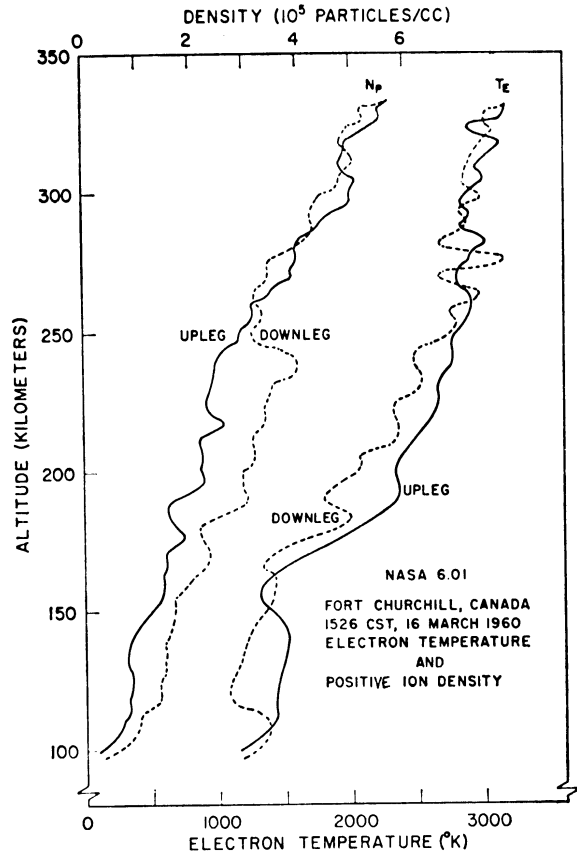 DENSITY (10⁵ PARTICLES/CC)
0 2 4 6
350
300
250
200
150
100
ALTITUDE (KILOMETERS)
Np
TE
UPLEG
DOWNLEG
UPLEG
DOWNLEG
NASA 6.01
FORT CHURCHILL, CANADA
1526 CST, 16 MARCH 1960
ELECTRON TEMPERATURE
AND
POSITIVE ION DENSITY
0 1000 2000 3000
ELECTRON TEMPERATURE (°K)